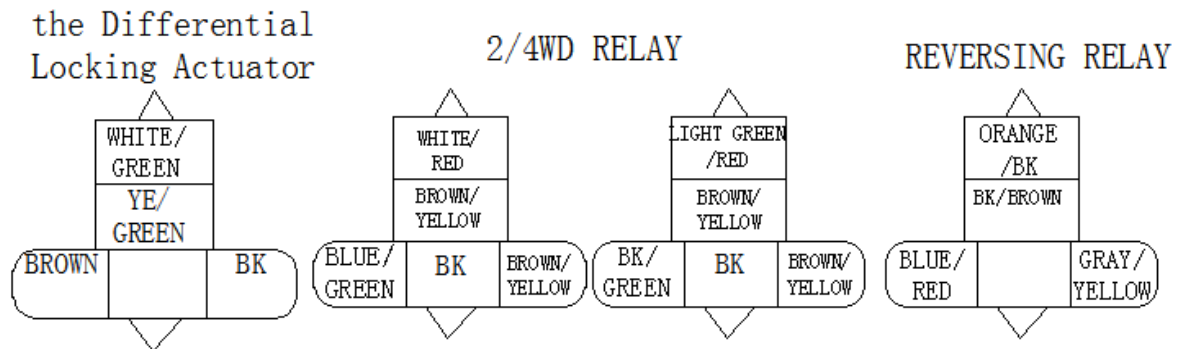 the Differential
Locking Actuator
2/4WD RELAY
REVERSING RELAY
WHITE/
GREEN
YE/
GREEN
BROWN
BK
WHITE/
RED
BROWN/
YELLOW
BLUE/
GREEN
BK
BROWN/
YELLOW
LIGHT GREEN
/RED
BROWN/
YELLOW
BK/
GREEN
BK
BROWN/
YELLOW
ORANGE
/BK
BK/BROWN
BLUE/
RED
GRAY/
YELLOW